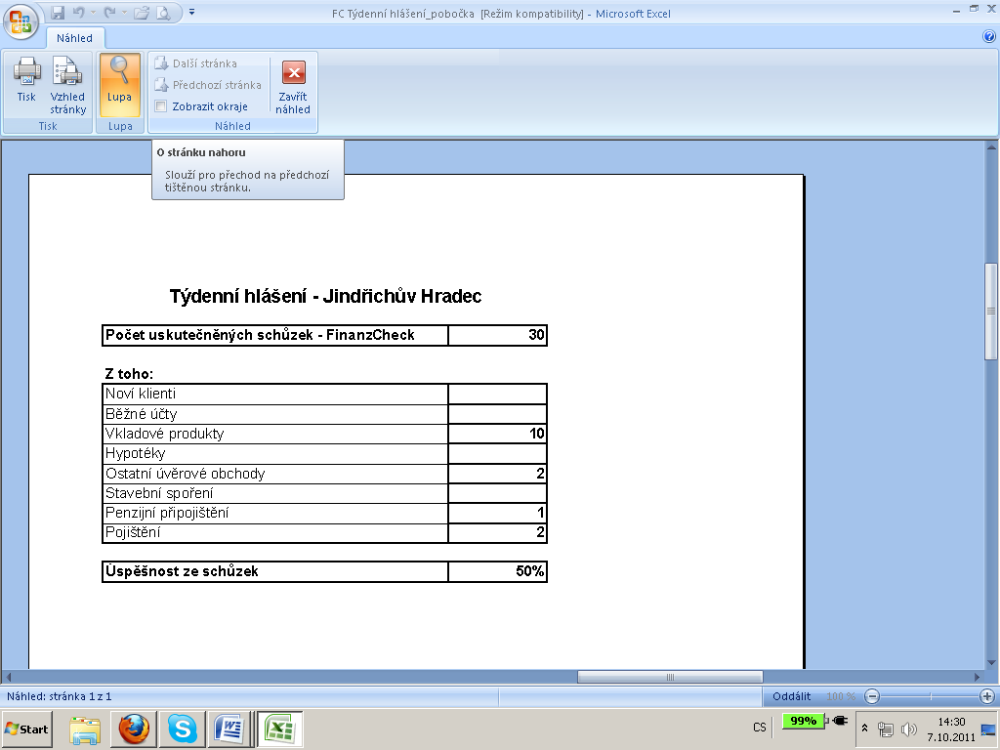 FC Týdenní hlášení_pobočka [Režim kompatibility] - Microsoft Excel
Náhled
Tisk
Vzhled stránky
Lupa
Další stránka
Předchozí stránka
Zobrazit okraje
Zavřít náhled
Tisk
Lupa
Náhled
O stránku nahoru
Slouží pro přechod na předchozí
tištěnou stránku.
Týdenní hlášení - Jindřichův Hradec
Počet uskutečněných schůzek - FinanzCheck 30
Z toho:
Noví klienti
Běžné účty
Vkladové produkty 10
Hypotéky
Ostatní úvěrové obchody 2
Stavební spoření
Penzijní připojištění 1
Pojištění 2
Úspěšnost ze schůzek 50%
Náhled: stránka 1 z 1
Oddálit 100 %
Start
CS
99%
14:30
7.10.2011